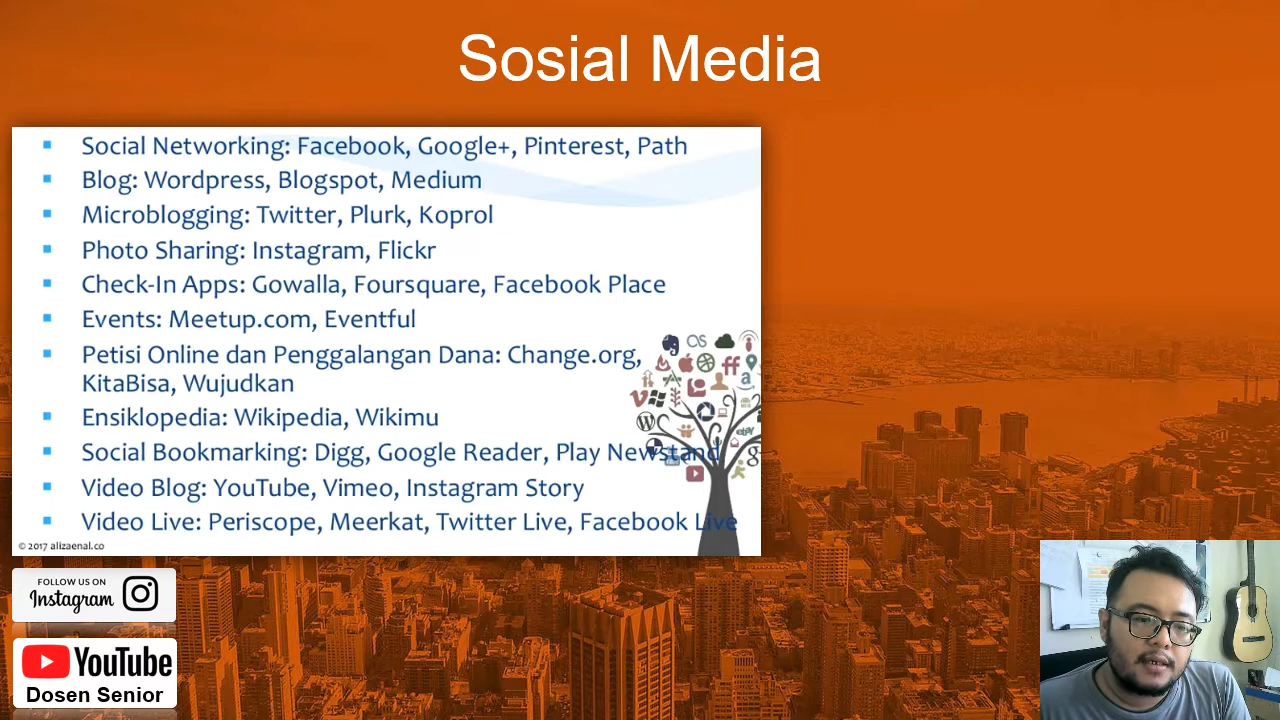 Sosial Media
Social Networking: Facebook, Google+, Pinterest, Path
Blog: Wordpress, Blogspot, Medium
Microblogging: Twitter, Plurk, Koprol
Photo Sharing: Instagram, Flickr
Check-In Apps: Gowalla, Foursquare, Facebook Place
Events: Meetup.com, Eventful
Petisi Online dan Penggalangan Dana: Change.org,
KitaBisa, Wujudkan
Ensiklopedia: Wikipedia, Wikimu
Social Bookmarking: Digg, Google Reader, Play Newstand
Video Blog: YouTube, Vimeo, Instagram Story
Video Live: Periscope, Meerkat, Twitter Live, Facebook Live
© 2017 alizaenal.co
FOLLOW US ON
Instagram
YouTube
Dosen Senior